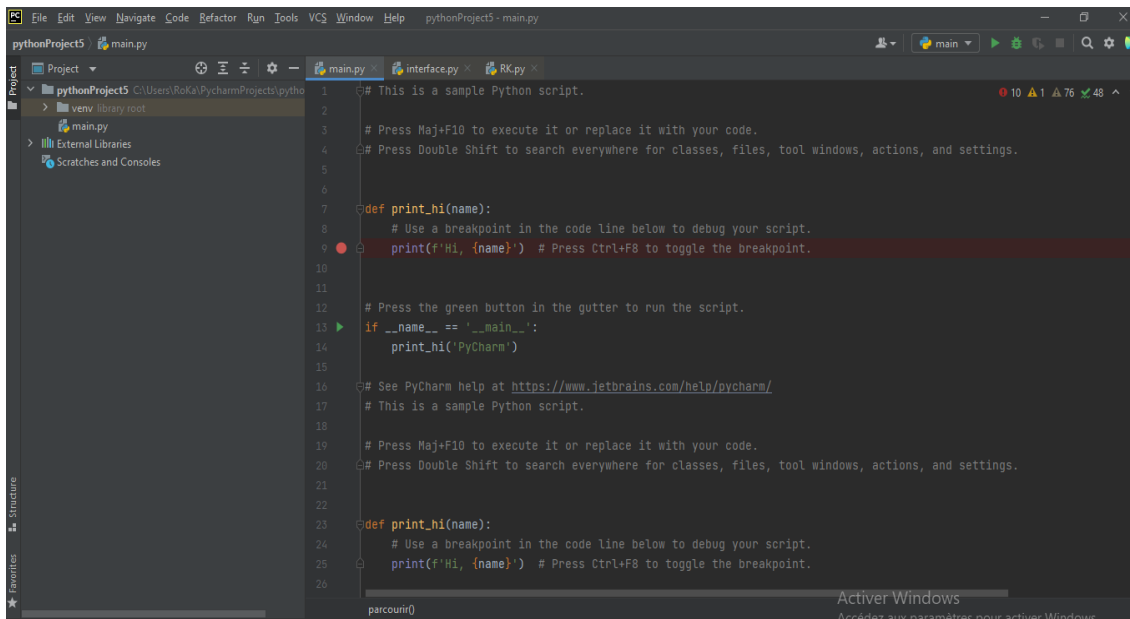 PC File Edit View Navigate Code Refactor Run Tools VCS Window Help pythonProject5 - main.py
pythonProject5 main.py main
Project main.py interface.py RK.py
pythonProject5 C:\Users\RoKa\PycharmProjects\pytho
venv library root
main.py
External Libraries
Scratches and Consoles
Project
Structure
Favorites
10 1 76 48
1 # This is a sample Python script.
2
3 # Press Maj+F10 to execute it or replace it with your code.
4 # Press Double Shift to search everywhere for classes, files, tool windows, actions, and settings.
5
6
7 def print_hi(name):
8 # Use a breakpoint in the code line below to debug your script.
9 print(f'Hi, {name}') # Press Ctrl+F8 to toggle the breakpoint.
10
11
12 # Press the green button in the gutter to run the script.
13 if __name__ == '__main__':
14 print_hi('PyCharm')
15
16 # See PyCharm help at https://www.jetbrains.com/help/pycharm/
17 # This is a sample Python script.
18
19 # Press Maj+F10 to execute it or replace it with your code.
20 # Press Double Shift to search everywhere for classes, files, tool windows, actions, and settings.
21
22
23 def print_hi(name):
24 # Use a breakpoint in the code line below to debug your script.
25 print(f'Hi, {name}') # Press Ctrl+F8 to toggle the breakpoint.
26
parcourir()
Activer Windows
Accédez aux paramètres pour activer Windows